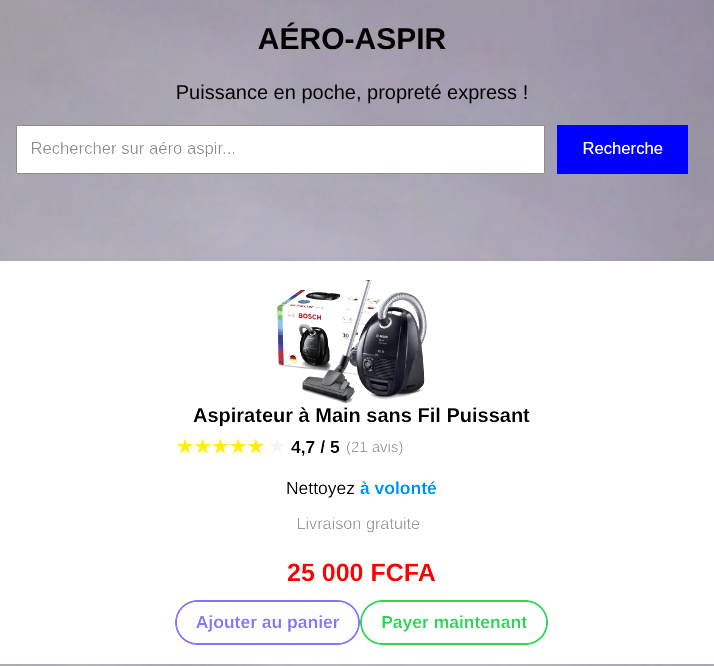 AÉRO-ASPIR
Puissance en poche, propreté express !
Rechercher sur aéro aspir...
Recherche
BOSCH
Aspirateur à Main sans Fil Puissant
★★★★★ ★ 4,7 / 5 (21 avis)
Nettoyez à volonté
Livraison gratuite
25 000 FCFA
Ajouter au panier
Payer maintenant